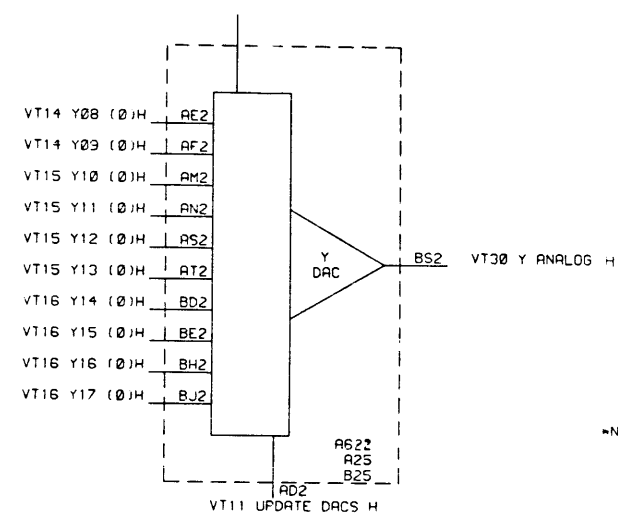 VT14 Y08 (0)H AE2
VT14 Y09 (0)H AF2
VT15 Y10 (0)H AM2
VT15 Y11 (0)H AN2
VT15 Y12 (0)H AS2
VT15 Y13 (0)H AT2
VT16 Y14 (0)H BD2
VT16 Y15 (0)H BE2
VT16 Y16 (0)H BH2
VT16 Y17 (0)H BJ2
Y
DAC
BS2 VT30 Y ANALOG H
*N
A622
A25
B25
AD2
VT11 UPDATE DACS H